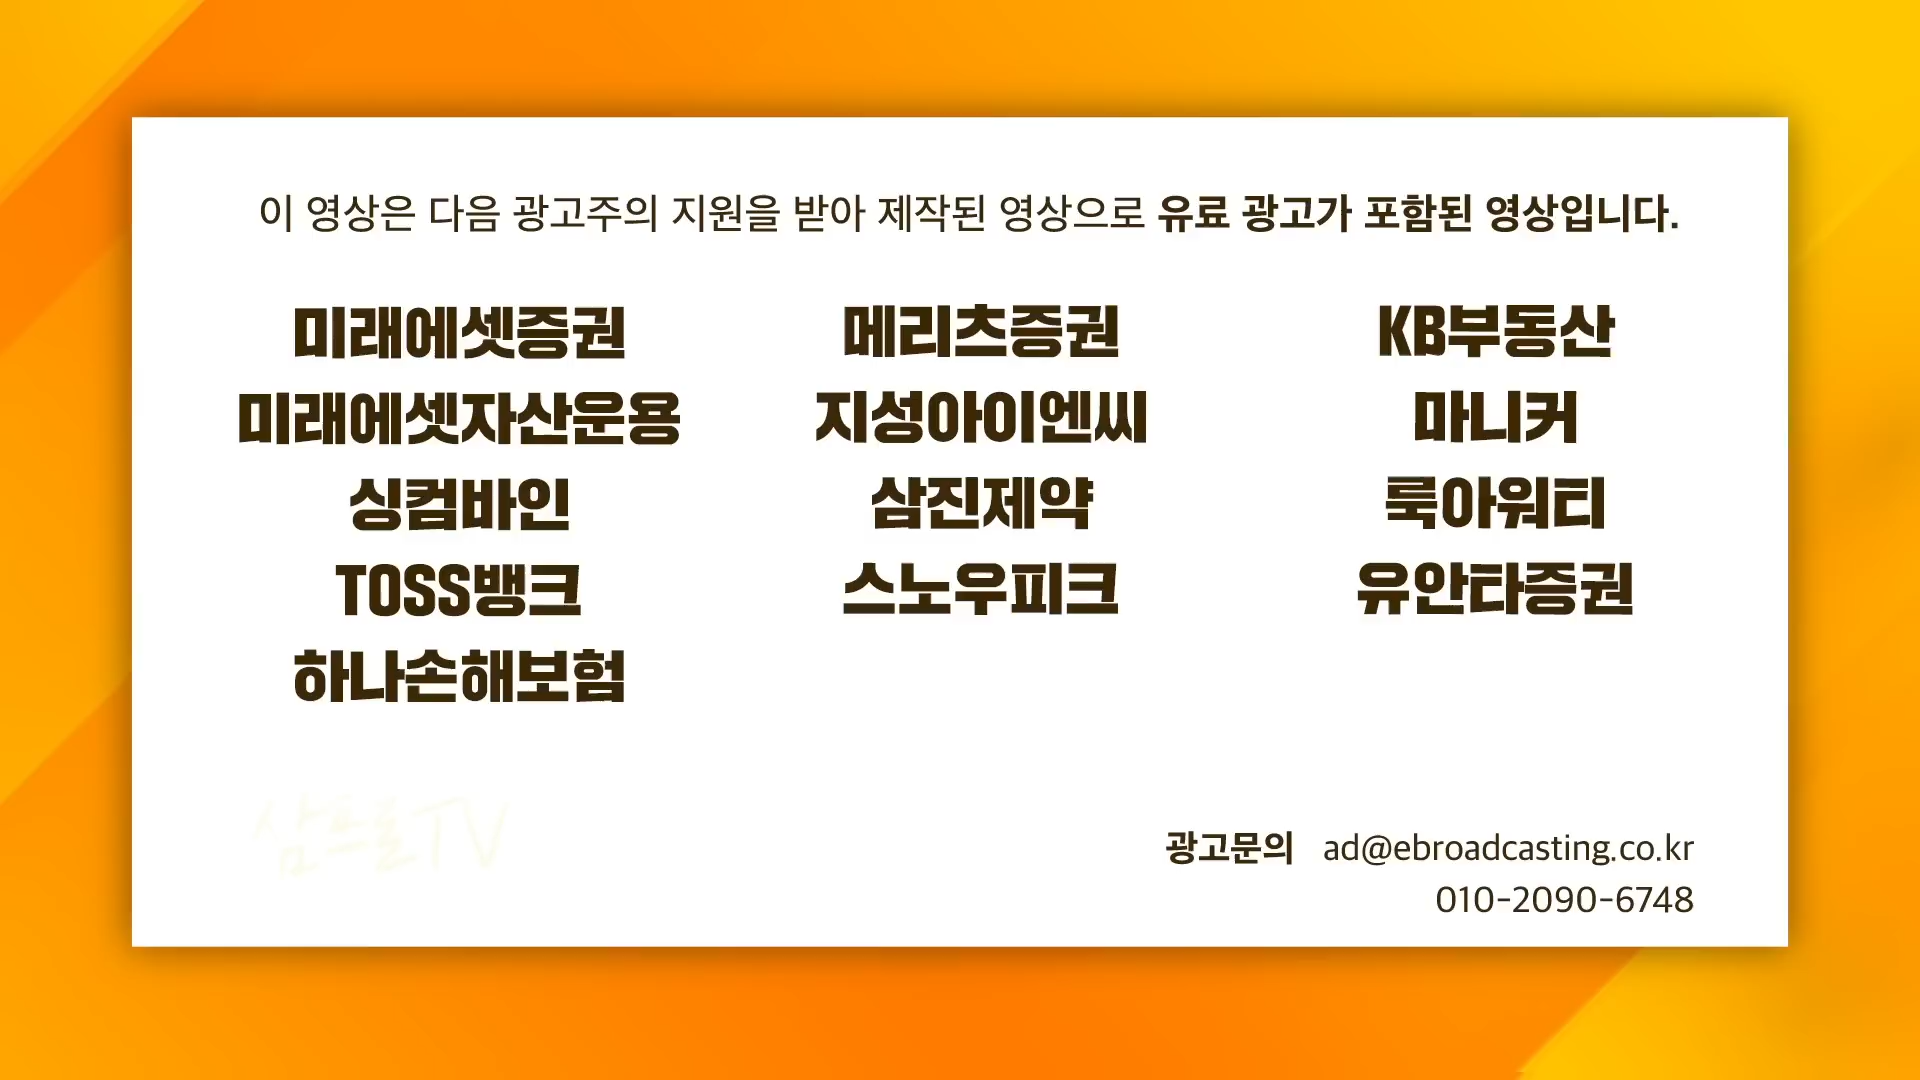 이 영상은 다음 광고주의 지원을 받아 제작된 영상으로 유료 광고가 포함된 영상입니다.
미래에셋증권 메리츠증권 KB부동산
미래에셋자산운용 지성아이엔씨 마니커
싱컴바인 삼진제약 룩아워티
TOSS뱅크 스노우피크 유안타증권
하나손해보험
삼프로TV
광고문의 ad@ebroadcasting.co.kr
010-2090-6748